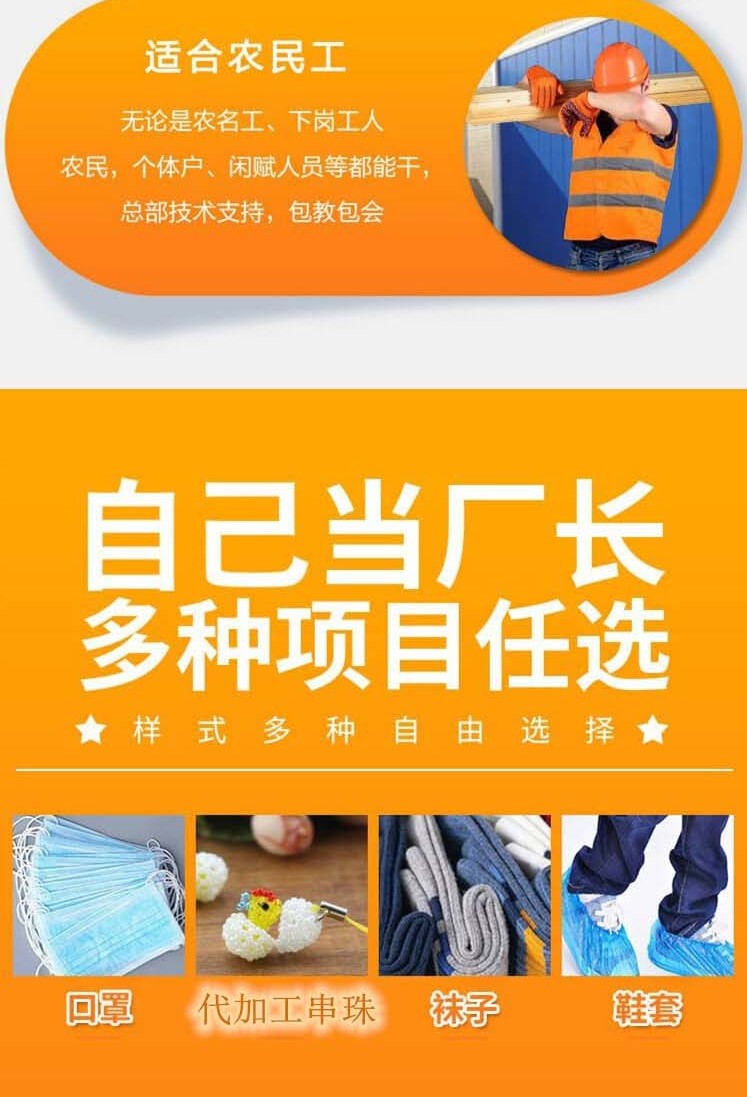 适合农民工
无论是农名工、下岗工人
农民，个体户、闲赋人员等都能干，
总部技术支持，包教包会
自己当厂长
多种项目任选
样式多种自由选择
口罩
代加工串珠
袜子
鞋套